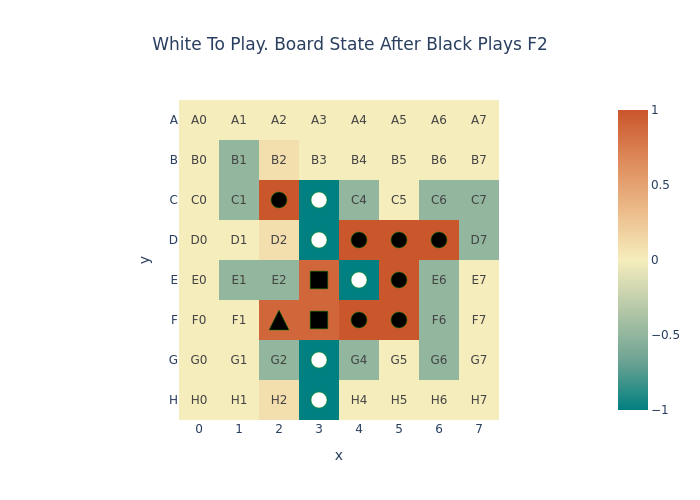 White To Play. Board State After Black Plays F2
A A0 A1 A2 A3 A4 A5 A6 A7
B B0 B1 B2 B3 B4 B5 B6 B7
C C0 C1 C4 C5 C6 C7
D D0 D1 D2 D7
E E0 E1 E2 E6 E7
F F0 F1 F6 F7
G G0 G1 G2 G4 G5 G6 G7
H H0 H1 H2 H4 H5 H6 H7
0 1 2 3 4 5 6 7
x
y
1
0.5
0
−0.5
−1